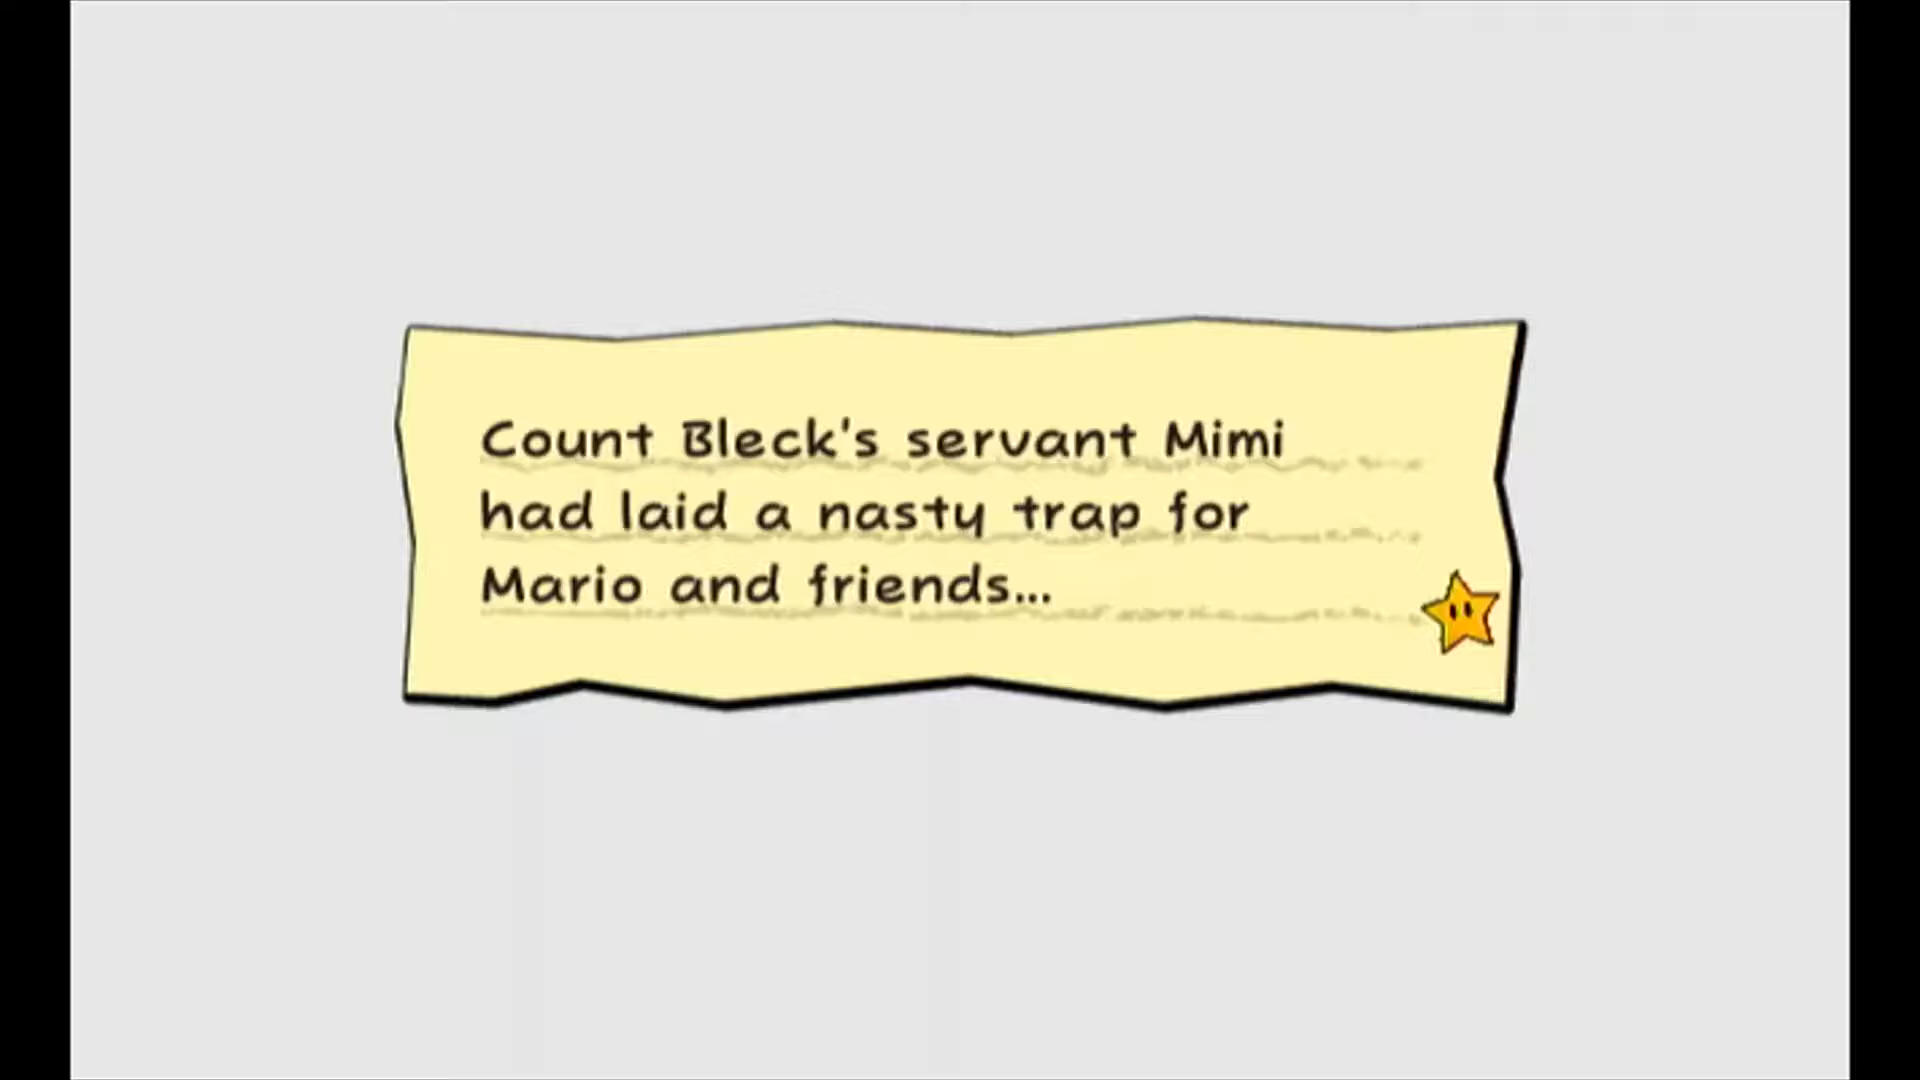 Count Bleck's servant Mimi
had laid a nasty trap for
Mario and friends...